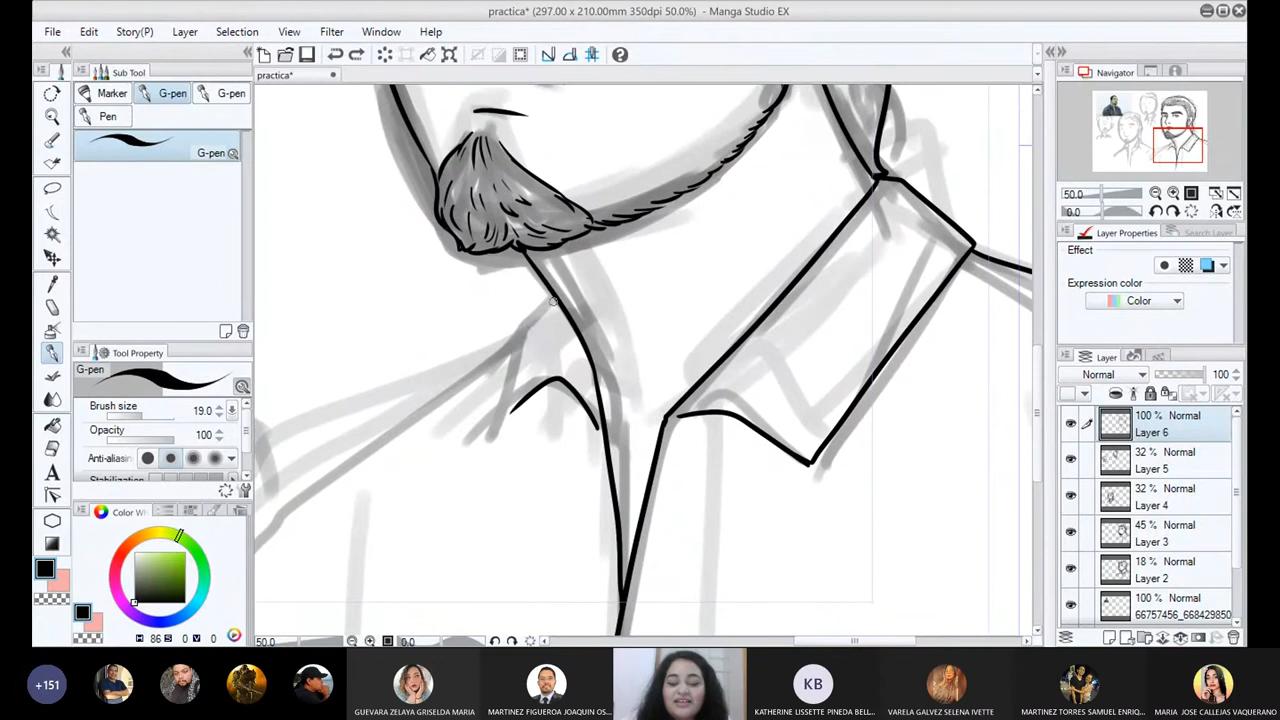 practica* (297.00 x 210.00mm 350dpi 50.0%) - Manga Studio EX
File Edit Story(P) Layer Selection View Filter Window Help
Sub Tool
Navigator
practica*
Marker G-pen G-pen
Pen
G-pen
50.0
0.0
Layer Properties Search Layer
Effect
Expression color
Color
Tool Property
G-pen
Layer
Normal 100
Brush size 19.0
Opacity 100
Anti-aliasing
Color Wh
100 % Normal
Layer 6
32 % Normal
Layer 5
32 % Normal
Layer 4
45 % Normal
Layer 3
18 % Normal
Layer 2
100 % Normal
66757456_668429850
H 86 S 0 V 0
50.0 0.0
+151
KB
GUEVARA ZELAYA GRISELDA MARIA
MARTINEZ FIGUEROA JOAQUIN OS...
KATHERINE LISSETTE PINEDA BELL...
VARELA GALVEZ SELENA IVETTE
MARTINEZ TORRES SAMUEL ENRIQ...
MARIA JOSE CALLEJAS VAQUERANO